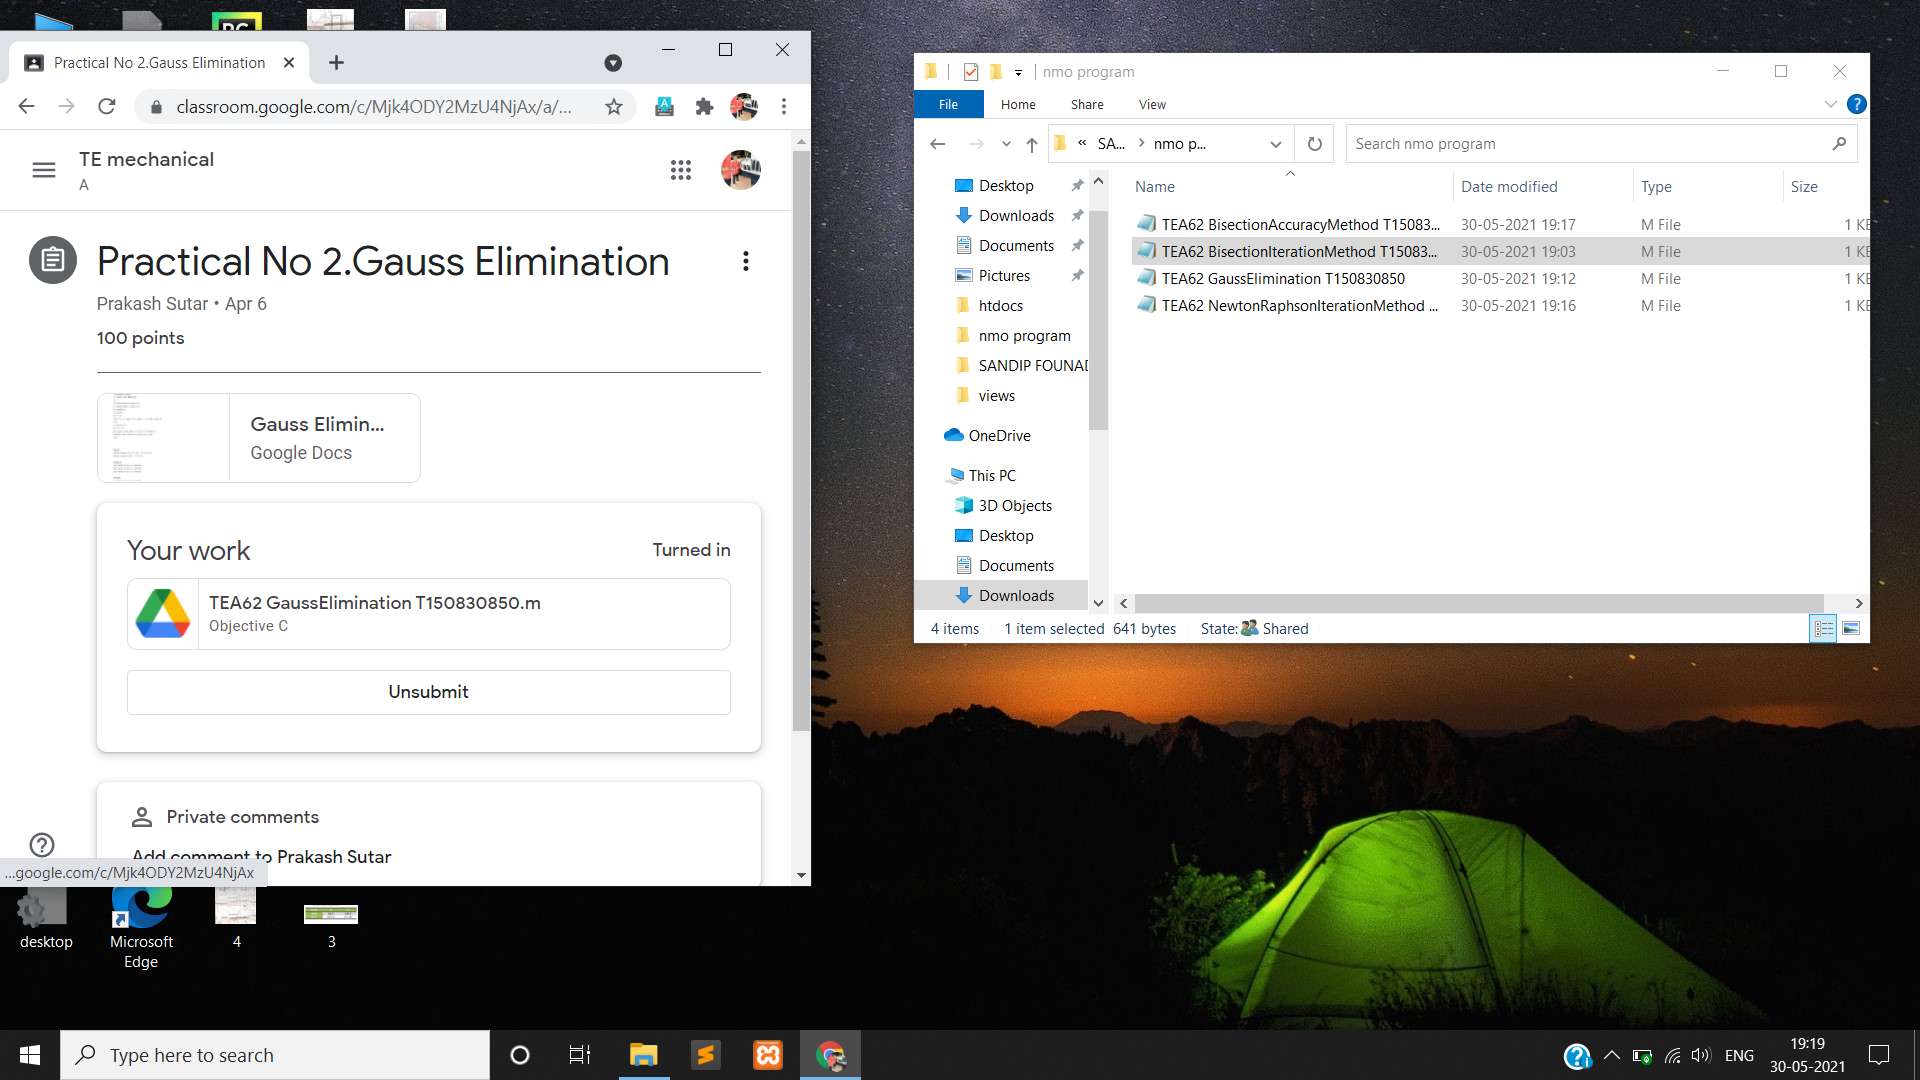 PC
Practical No 2.Gauss Elimination
classroom.google.com/c/Mjk4ODY2MzU4NjAx/a/...
TE mechanical
A
Practical No 2.Gauss Elimination
Prakash Sutar • Apr 6
100 points
Gauss Elimin...
Google Docs
Your work
Turned in
TEA62 GaussElimination T150830850.m
Objective C
Unsubmit
Private comments
Add comment to Prakash Sutar
...google.com/c/Mjk4ODY2MzU4NjAx
nmo program
File Home Share View
« SA... › nmo p...
Search nmo program
Desktop
Downloads
Documents
Pictures
htdocs
nmo program
SANDIP FOUNAD
views
OneDrive
This PC
3D Objects
Desktop
Documents
Downloads
Name Date modified Type Size
TEA62 BisectionAccuracyMethod T15083... 30-05-2021 19:17 M File 1 KB
TEA62 BisectionIterationMethod T15083... 30-05-2021 19:03 M File 1 KB
TEA62 GaussElimination T150830850 30-05-2021 19:12 M File 1 KB
TEA62 NewtonRaphsonIterationMethod ... 30-05-2021 19:16 M File 1 KB
4 items 1 item selected 641 bytes State: Shared
desktop
Microsoft Edge
4
3
Type here to search
ENG
19:19
30-05-2021